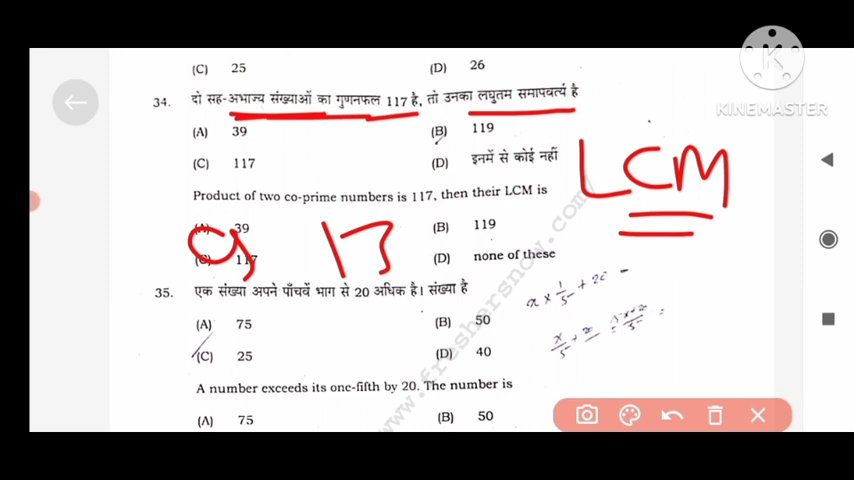 KINEMASTER
(C) 25 (D) 26
34. दो सह-अभाज्य संख्याओं का गुणनफल 117 है, तो उनका लघुतम समापवर्त्य है
(A) 39 (B) 119
(C) 117 (D) इनमें से कोई नहीं
LCM
Product of two co-prime numbers is 117, then their LCM is
(A) 39 (B) 119
9, 13
(C) 117 (D) none of these
35. एक संख्या अपने पाँचवें भाग से 20 अधिक है। संख्या है
x × 1/5 + 20
(A) 75 (B) 50
(C) 25 (D) 40
A number exceeds its one-fifth by 20. The number is
(A) 75 (B) 50
www.freshersnow.com/